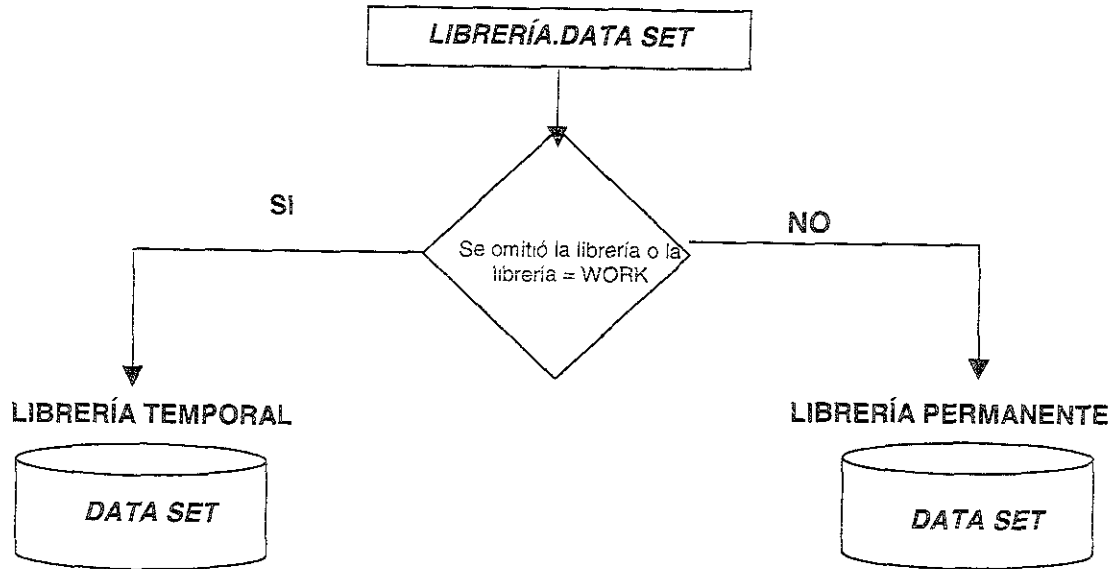 LIBRERÍA.DATA SET
SI
NO
Se omitió la librería o la
librería = WORK
LIBRERÍA TEMPORAL
LIBRERÍA PERMANENTE
DATA SET
DATA SET